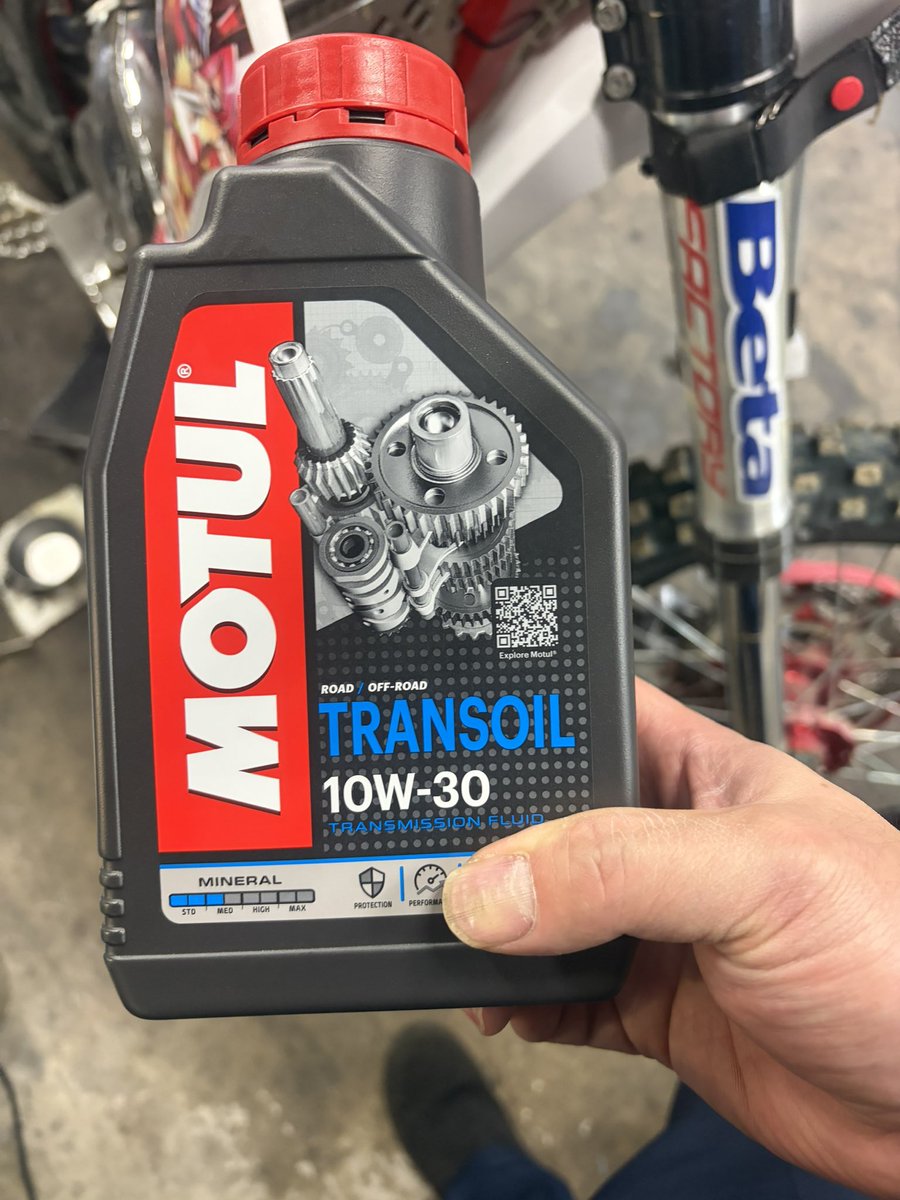 MOTUL®
Explore Motul®
ROAD / OFF-ROAD
TRANSOIL
10W-30
TRANSMISSION FLUID
MINERAL
STD MED HIGH MAX
PROTECTION
Beta
FACTORY